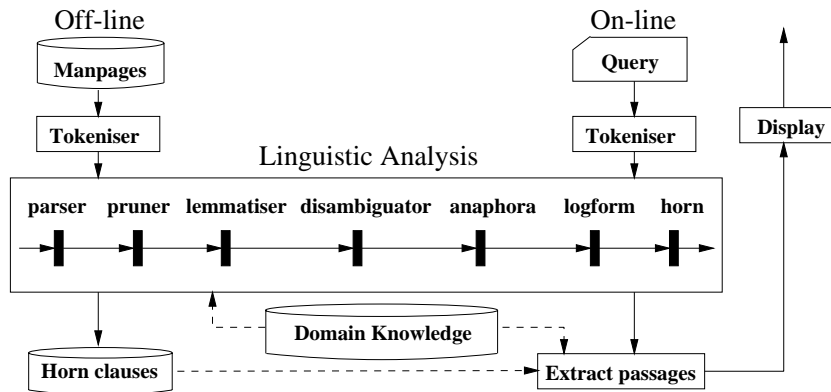 Off-line
On-line
Manpages
Query
Tokeniser
Tokeniser
Display
Linguistic Analysis
parser pruner lemmatiser disambiguator anaphora logform horn
Domain Knowledge
Horn clauses
Extract passages